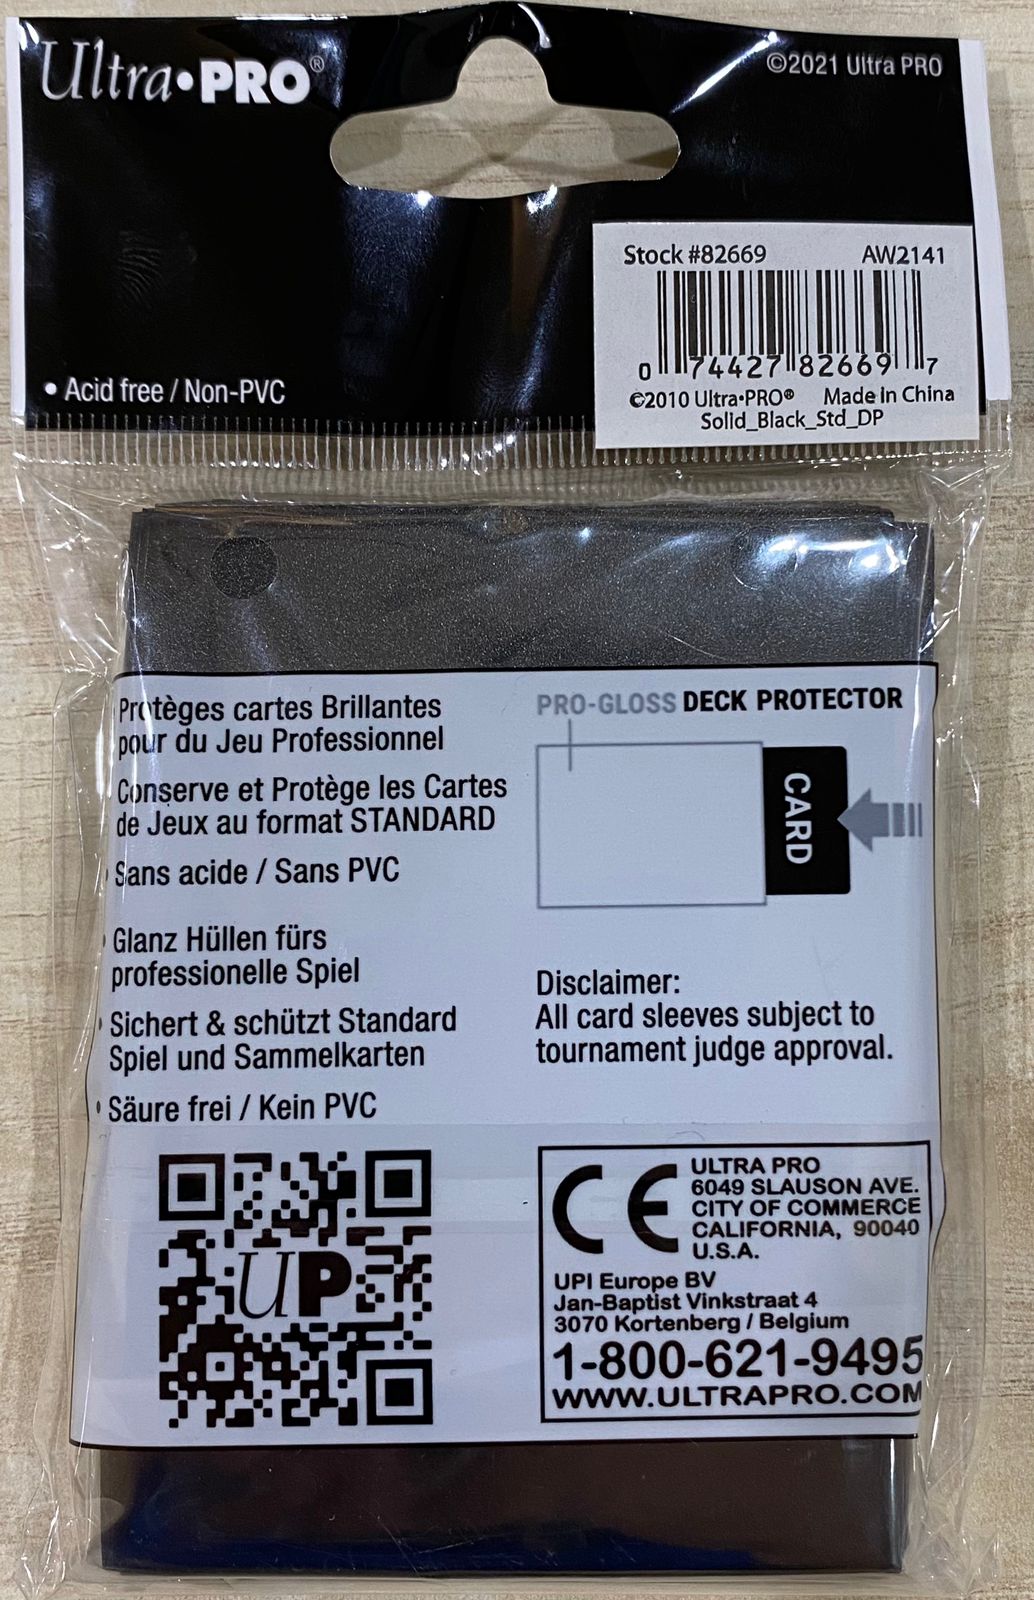 Ultra•PRO®
©2021 Ultra PRO
Stock #82669 AW2141
0 74427 82669 7
©2010 Ultra•PRO® Made in China
Solid_Black_Std_DP
• Acid free / Non-PVC
Protèges cartes Brillantes
pour du Jeu Professionnel
Conserve et Protège les Cartes
de Jeux au format STANDARD
• Sans acide / Sans PVC
• Glanz Hüllen fürs
professionelle Spiel
• Sichert & schützt Standard
Spiel und Sammelkarten
• Säure frei / Kein PVC
PRO-GLOSS DECK PROTECTOR
CARD
Disclaimer:
All card sleeves subject to
tournament judge approval.
UP
CE
ULTRA PRO
6049 SLAUSON AVE.
CITY OF COMMERCE
CALIFORNIA, 90040
U.S.A.
UPI Europe BV
Jan-Baptist Vinkstraat 4
3070 Kortenberg / Belgium
1-800-621-9495
WWW.ULTRAPRO.COM